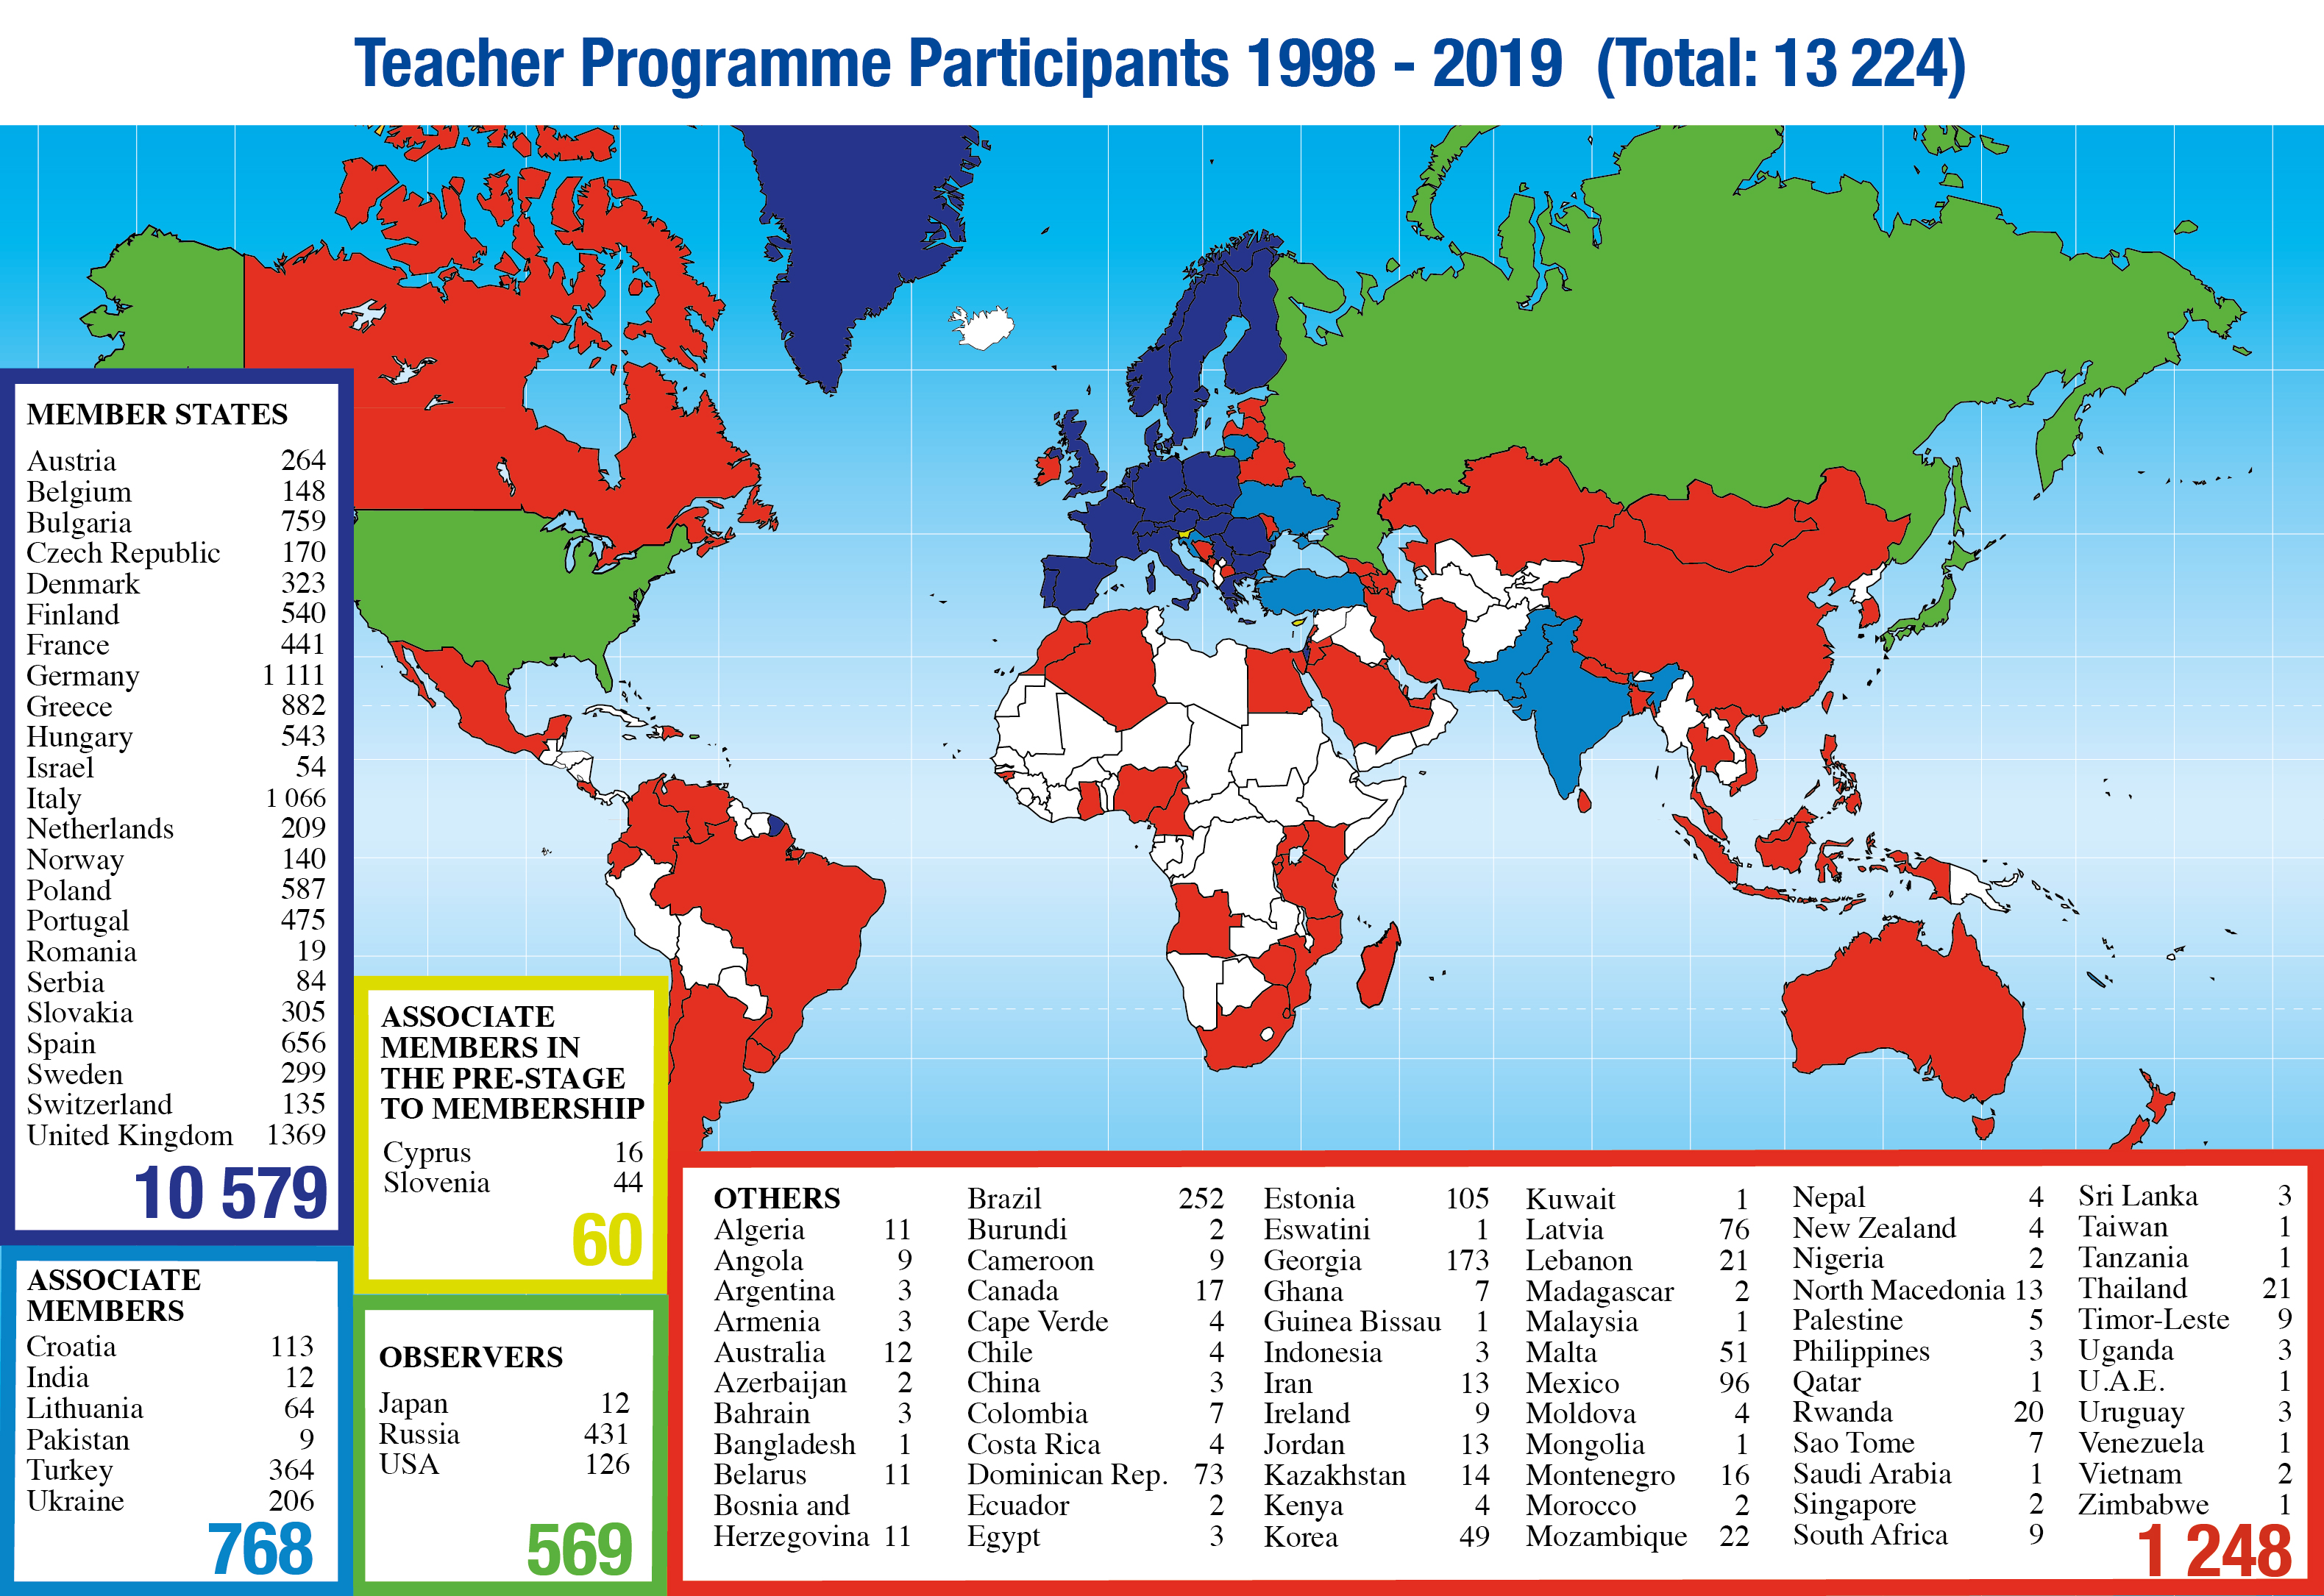 Teacher Programme Participants 1998 - 2019 (Total: 13 224)
MEMBER STATES
Austria 264
Belgium 148
Bulgaria 759
Czech Republic 170
Denmark 323
Finland 540
France 441
Germany 1 111
Greece 882
Hungary 543
Israel 54
Italy 1 066
Netherlands 209
Norway 140
Poland 587
Portugal 475
Romania 19
Serbia 84
Slovakia 305
Spain 656
Sweden 299
Switzerland 135
United Kingdom 1369
10 579
ASSOCIATE
MEMBERS
Croatia 113
India 12
Lithuania 64
Pakistan 9
Turkey 364
Ukraine 206
768
ASSOCIATE
MEMBERS IN
THE PRE-STAGE
TO MEMBERSHIP
Cyprus 16
Slovenia 44
60
OBSERVERS
Japan 12
Russia 431
USA 126
569
OTHERS
Algeria 11
Angola 9
Argentina 3
Armenia 3
Australia 12
Azerbaijan 2
Bahrain 3
Bangladesh 1
Belarus 11
Bosnia and
Herzegovina 11
Brazil 252
Burundi 2
Cameroon 9
Canada 17
Cape Verde 4
Chile 4
China 3
Colombia 7
Costa Rica 4
Dominican Rep. 73
Ecuador 2
Egypt 3
Estonia 105
Eswatini 1
Georgia 173
Ghana 7
Guinea Bissau 1
Indonesia 3
Iran 13
Ireland 9
Jordan 13
Kazakhstan 14
Kenya 4
Korea 49
Kuwait 1
Latvia 76
Lebanon 21
Madagascar 2
Malaysia 1
Malta 51
Mexico 96
Moldova 4
Mongolia 1
Montenegro 16
Morocco 2
Mozambique 22
Nepal 4
New Zealand 4
Nigeria 2
North Macedonia 13
Palestine 5
Philippines 3
Qatar 1
Rwanda 20
Sao Tome 7
Saudi Arabia 1
Singapore 2
South Africa 9
Sri Lanka 3
Taiwan 1
Tanzania 1
Thailand 21
Timor-Leste 9
Uganda 3
U.A.E. 1
Uruguay 3
Venezuela 1
Vietnam 2
Zimbabwe 1
1 248